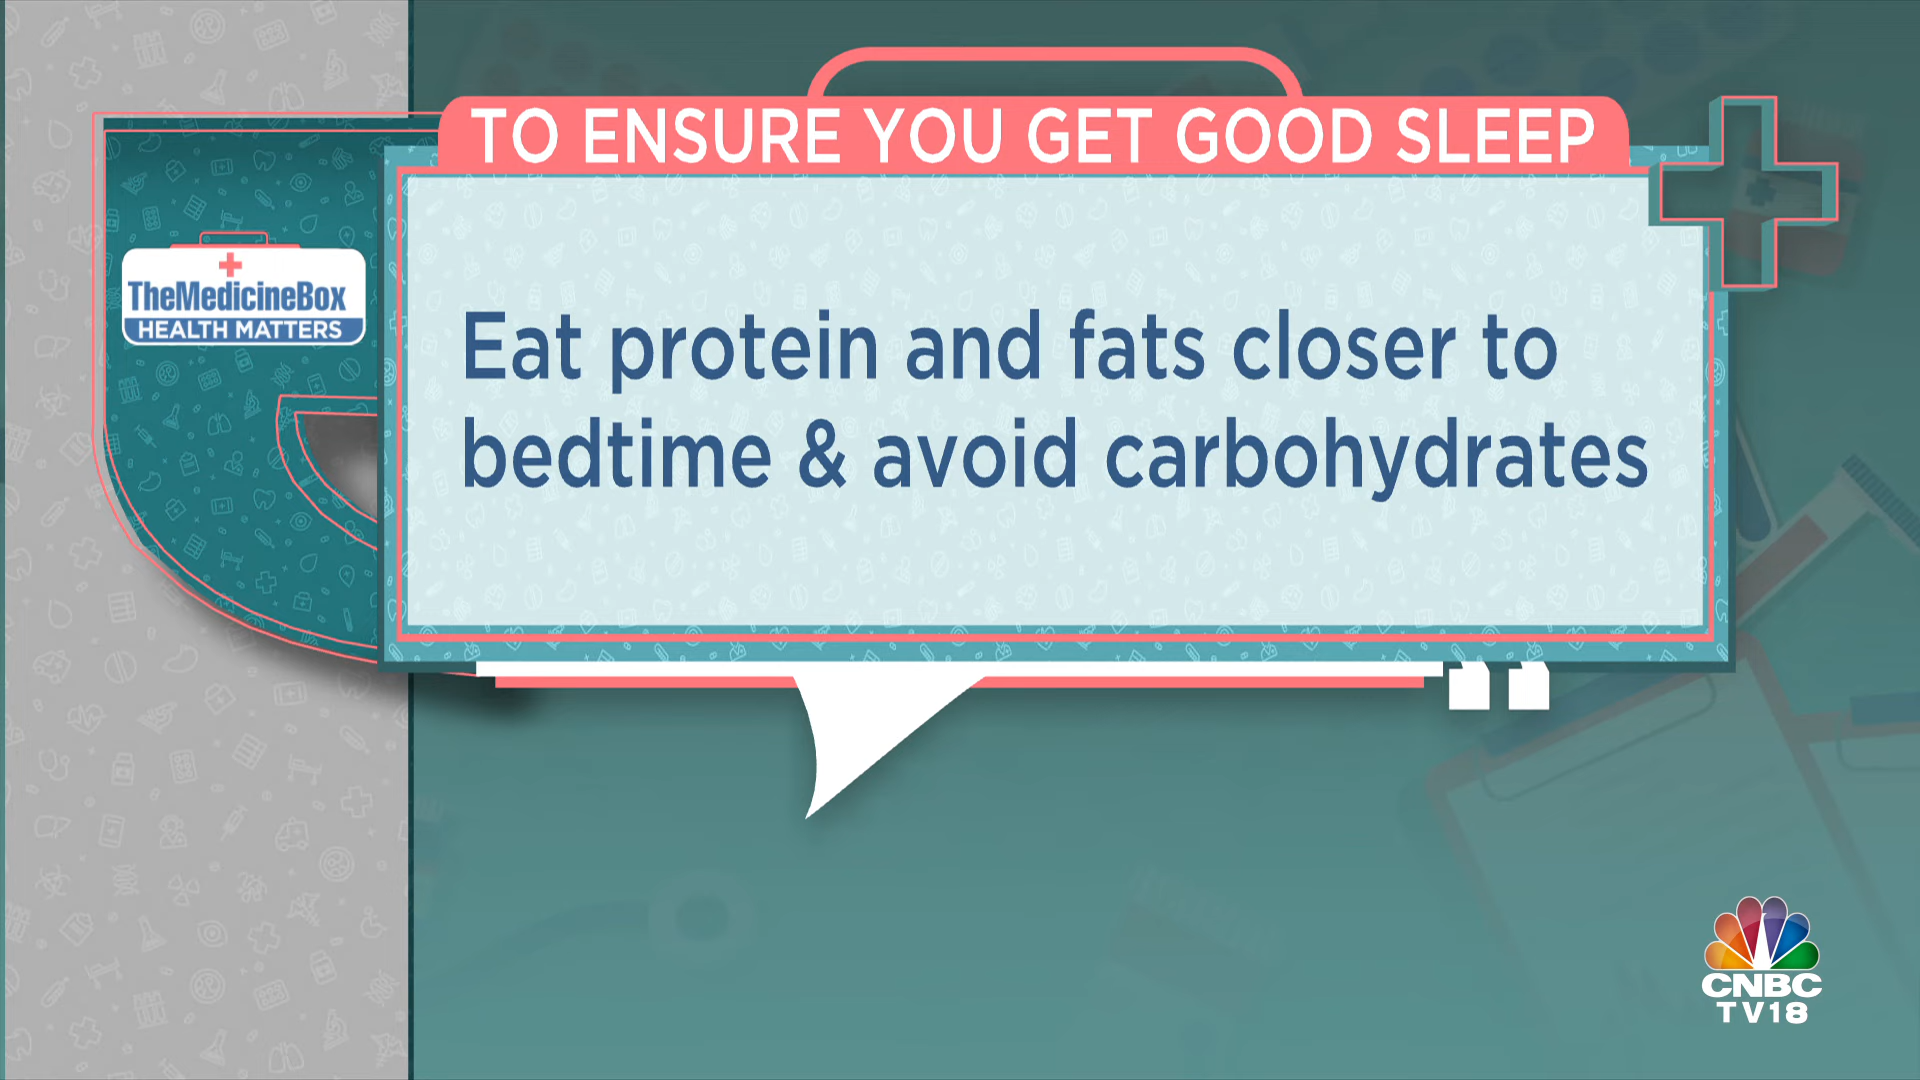 TO ENSURE YOU GET GOOD SLEEP
TheMedicineBox
HEALTH MATTERS
Eat protein and fats closer to
bedtime & avoid carbohydrates
CNBC
TV18